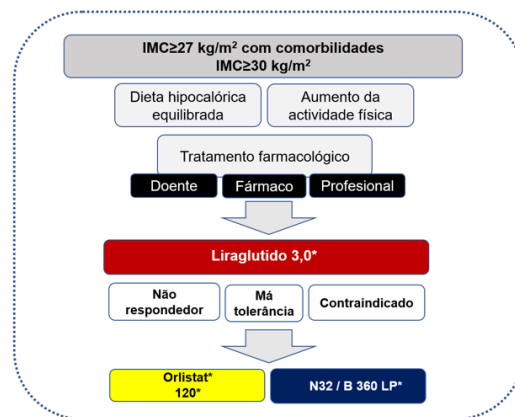 IMC≥27 kg/m² com comorbilidades
IMC≥30 kg/m²
Dieta hipocalórica
equilibrada
Aumento da
actividade física
Tratamento farmacológico
Doente
Fármaco
Profesional
Liraglutido 3,0*
Não
respondedor
Má
tolerância
Contraindicado
Orlistat*
120*
N32 / B 360 LP*